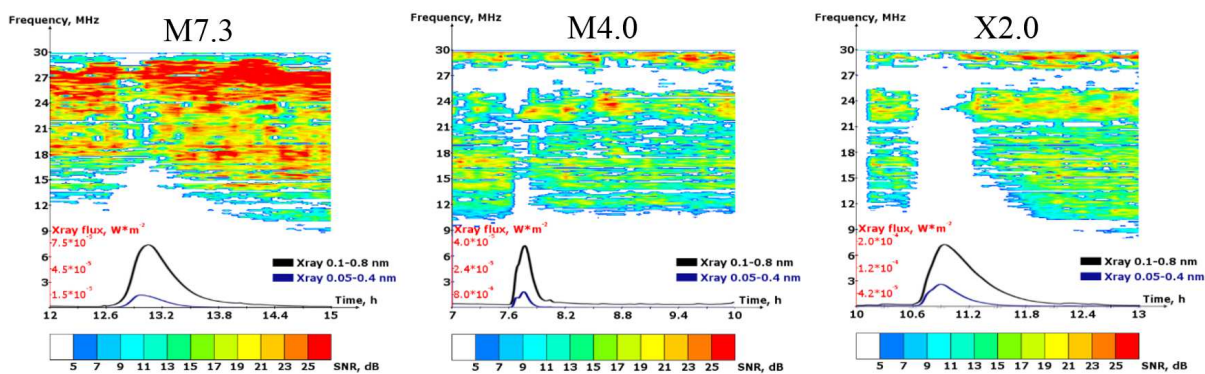 M7.3
Frequency, MHz
30
27
24
21
18
15
12
9
6
3
Xray flux, W*m⁻²
7.5*10⁻⁵
4.5*10⁻⁵
1.5*10⁻⁵
Xray 0.1-0.8 nm
Xray 0.05-0.4 nm
Time, h
12 12.6 13.2 13.8 14.4 15
5 7 9 11 13 15 17 19 21 23 25 SNR, dB
M4.0
Frequency, MHz
30
27
24
21
18
15
12
9
6
3
Xray flux, W*m⁻²
4.0*10⁻⁵
2.4*10⁻⁵
8.0*10⁻⁶
Xray 0.1-0.8 nm
Xray 0.05-0.4 nm
Time, h
7 7.6 8.2 8.8 9.4 10
5 7 9 11 13 15 17 19 21 23 25 SNR, dB
X2.0
Frequency, MHz
30
27
24
21
18
15
12
9
6
3
Xray flux, W*m⁻²
2.0*10⁻⁴
1.2*10⁻⁴
4.2*10⁻⁵
Xray 0.1-0.8 nm
Xray 0.05-0.4 nm
Time, h
10 10.6 11.2 11.8 12.4 13
5 7 9 11 13 15 17 19 21 23 25 SNR, dB